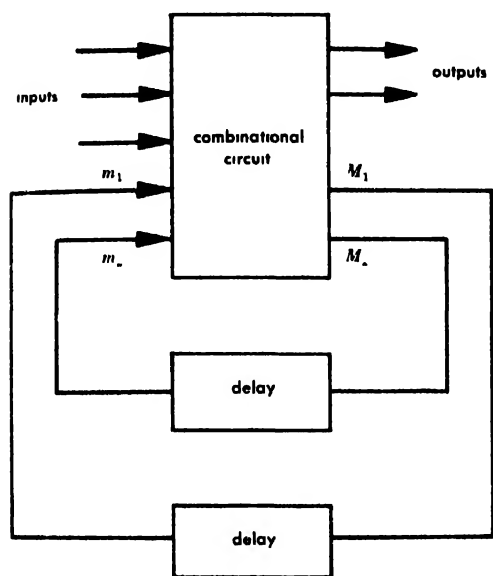 inputs
outputs
combinational
circuit
m₁
M₁
delay
delay